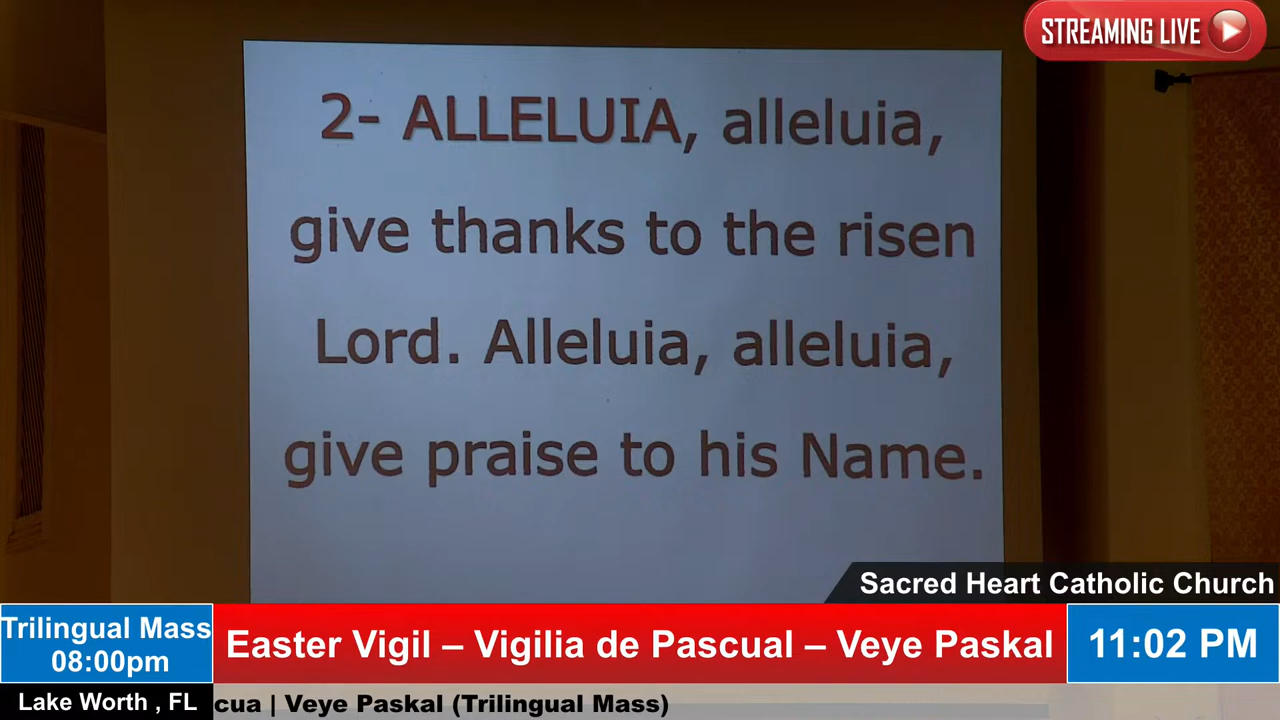 STREAMING LIVE
2- ALLELUIA, alleluia,
give thanks to the risen
Lord. Alleluia, alleluia,
give praise to his Name.
Sacred Heart Catholic Church
Trilingual Mass
08:00pm
Easter Vigil – Vigilia de Pascual – Veye Paskal
11:02 PM
Lake Worth , FL
cua | Veye Paskal (Trilingual Mass)